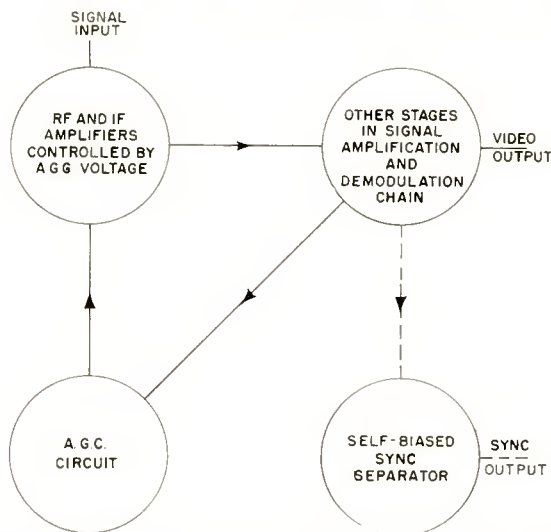 SIGNAL
INPUT
RF AND IF
AMPLIFIERS
CONTROLLED BY
A G G VOLTAGE
OTHER STAGES
IN SIGNAL
AMPLIFICATION
AND
DEMODULATION
CHAIN
VIDEO
OUTPUT
A. G. C.
CIRCUIT
SELF-BIASED
SYNC
SEPARATOR
SYNC
OUTPUT